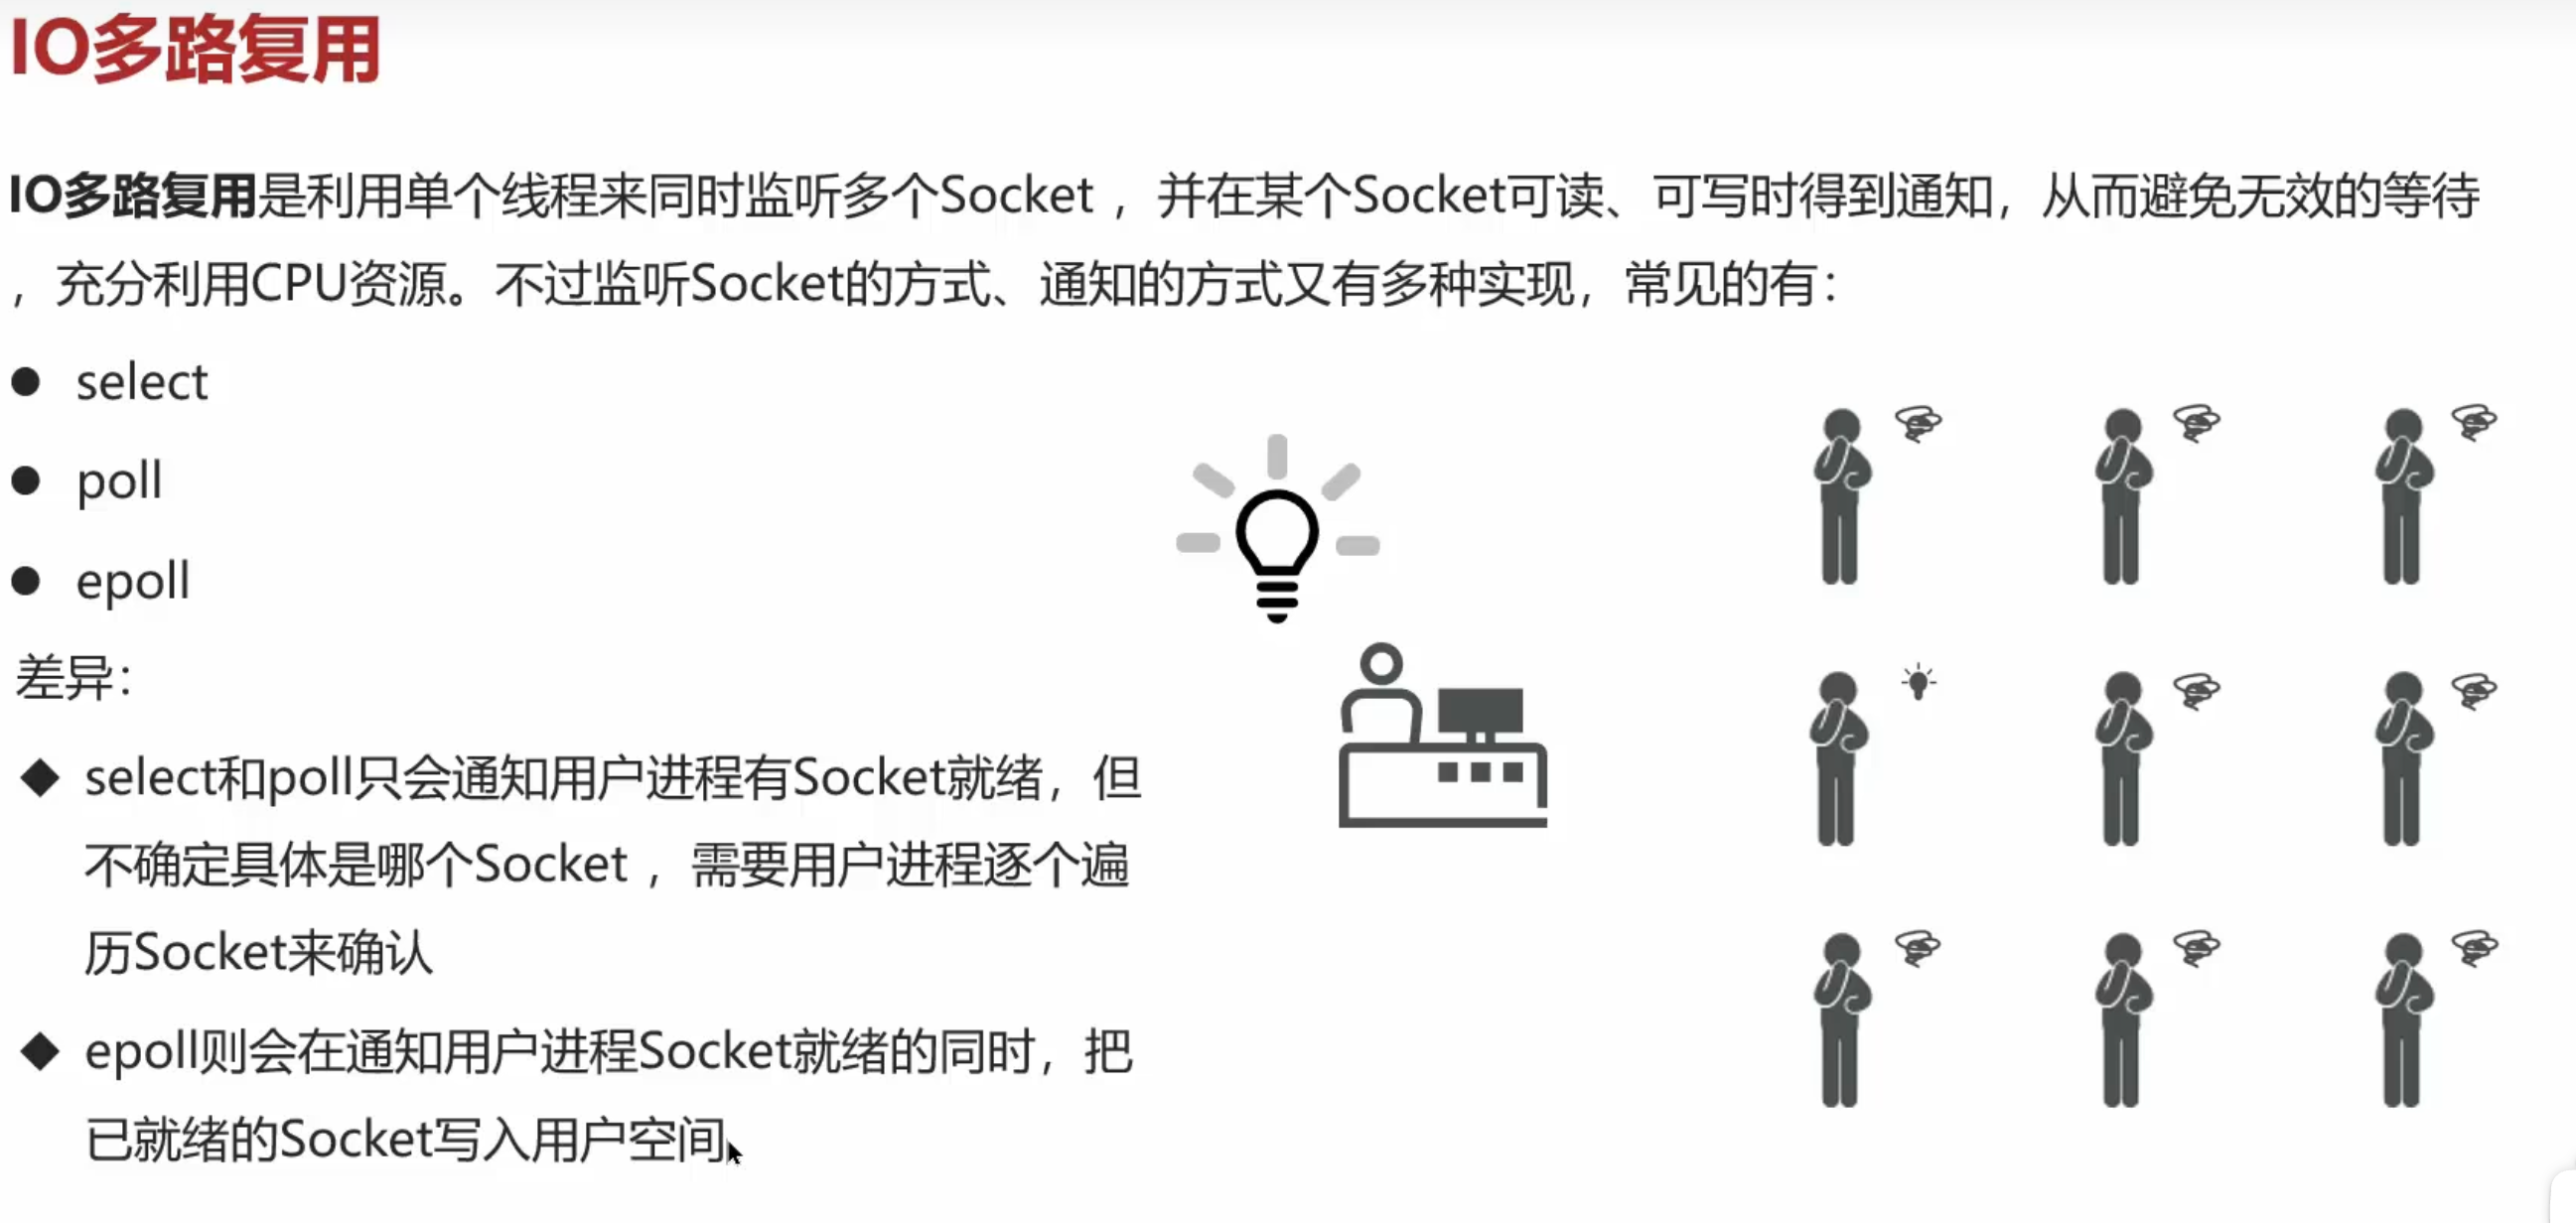 IO多路复用
IO多路复用是利用单个线程来同时监听多个Socket ，并在某个Socket可读、可写时得到通知，从而避免无效的等待
，充分利用CPU资源。不过监听Socket的方式、通知的方式又有多种实现，常见的有：
● select
● poll
● epoll
差异：
◆ select和poll只会通知用户进程有Socket就绪，但
不确定具体是哪个Socket ，需要用户进程逐个遍
历Socket来确认
◆ epoll则会在通知用户进程Socket就绪的同时，把
已就绪的Socket写入用户空间